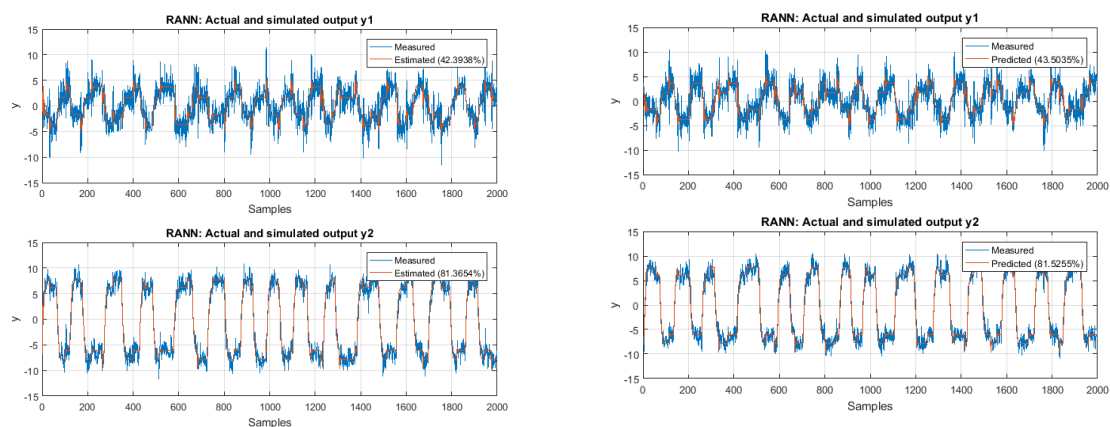 RANN: Actual and simulated output y1
15
10
5
0
-5
-10
-15
y
Measured
Estimated (42.3938%)
0 200 400 600 800 1000 1200 1400 1600 1800 2000
Samples
RANN: Actual and simulated output y2
15
10
5
0
-5
-10
-15
y
Measured
Estimated (81.3654%)
0 200 400 600 800 1000 1200 1400 1600 1800 2000
Samples
RANN: Actual and simulated output y1
15
10
5
0
-5
-10
-15
y
Measured
Predicted (43.5035%)
0 200 400 600 800 1000 1200 1400 1600 1800 2000
Samples
RANN: Actual and simulated output y2
15
10
5
0
-5
-10
-15
y
Measured
Predicted (81.5255%)
0 200 400 600 800 1000 1200 1400 1600 1800 2000
Samples